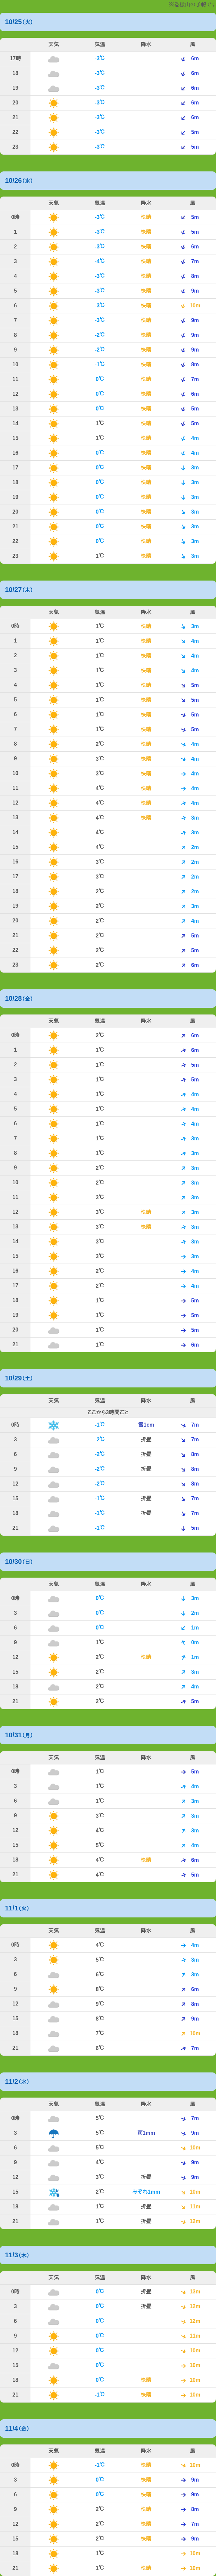 10/25(火)
天気 気温 降水 風
17時 -3℃ 6m
18 -3℃ 6m
19 -3℃ 6m
20 -3℃ 6m
21 -3℃ 6m
22 -3℃ 5m
23 -3℃ 5m
10/26(水)
天気 気温 降水 風
0時 -3℃ 快晴 5m
1 -3℃ 快晴 5m
2 -3℃ 快晴 6m
3 -4℃ 快晴 7m
4 -3℃ 快晴 8m
5 -3℃ 快晴 9m
6 -3℃ 快晴 10m
7 -3℃ 快晴 9m
8 -2℃ 快晴 9m
9 -2℃ 快晴 9m
10 -1℃ 快晴 8m
11 0℃ 快晴 7m
12 0℃ 快晴 6m
13 0℃ 快晴 5m
14 1℃ 快晴 5m
15 1℃ 快晴 4m
16 0℃ 快晴 4m
17 0℃ 快晴 3m
18 0℃ 快晴 3m
19 0℃ 快晴 3m
20 0℃ 快晴 3m
21 0℃ 快晴 3m
22 0℃ 快晴 3m
23 1℃ 快晴 3m
10/27(木)
天気 気温 降水 風
0時 1℃ 快晴 3m
1 1℃ 快晴 4m
2 1℃ 快晴 4m
3 1℃ 快晴 4m
4 1℃ 快晴 5m
5 1℃ 快晴 5m
6 1℃ 快晴 5m
7 1℃ 快晴 5m
8 2℃ 快晴 4m
9 3℃ 快晴 4m
10 3℃ 快晴 4m
11 4℃ 快晴 4m
12 4℃ 快晴 4m
13 4℃ 快晴 3m
14 4℃ 3m
15 4℃ 2m
16 3℃ 2m
17 3℃ 2m
18 2℃ 2m
19 2℃ 3m
20 2℃ 4m
21 2℃ 5m
22 2℃ 5m
23 2℃ 6m
10/28(金)
天気 気温 降水 風
0時 2℃ 6m
1 1℃ 6m
2 1℃ 5m
3 1℃ 5m
4 1℃ 4m
5 1℃ 4m
6 1℃ 4m
7 1℃ 3m
8 1℃ 3m
9 2℃ 3m
10 2℃ 3m
11 3℃ 3m
12 3℃ 快晴 3m
13 3℃ 快晴 3m
14 3℃ 3m
15 3℃ 3m
16 2℃ 4m
17 2℃ 4m
18 1℃ 5m
19 1℃ 5m
20 1℃ 5m
21 1℃ 6m
10/29(土)
天気 気温 降水 風
ここから3時間ごと
0時 -1℃ 雪1cm 7m
3 -2℃ 折曇 7m
6 -2℃ 折曇 8m
9 -2℃ 折曇 8m
12 -2℃ 8m
15 -1℃ 折曇 7m
18 -1℃ 折曇 7m
21 -1℃ 5m
10/30(日)
天気 気温 降水 風
0時 0℃ 3m
3 0℃ 2m
6 0℃ 1m
9 1℃ 0m
12 2℃ 快晴 1m
15 2℃ 3m
18 2℃ 4m
21 2℃ 5m
10/31(月)
天気 気温 降水 風
0時 1℃ 5m
3 1℃ 4m
6 1℃ 3m
9 3℃ 3m
12 4℃ 3m
15 5℃ 4m
18 4℃ 快晴 6m
21 4℃ 5m
11/1(火)
天気 気温 降水 風
0時 4℃ 4m
3 5℃ 3m
6 6℃ 3m
9 8℃ 6m
12 9℃ 8m
15 8℃ 9m
18 7℃ 10m
21 6℃ 7m
11/2(水)
天気 気温 降水 風
0時 5℃ 7m
3 5℃ 雨1mm 9m
6 5℃ 10m
9 4℃ 9m
12 3℃ 折曇 9m
15 2℃ みぞれ1mm 10m
18 1℃ 折曇 11m
21 1℃ 折曇 12m
11/3(木)
天気 気温 降水 風
0時 0℃ 折曇 13m
3 0℃ 折曇 12m
6 0℃ 12m
9 0℃ 11m
12 0℃ 10m
15 0℃ 10m
18 0℃ 快晴 10m
21 -1℃ 快晴 10m
11/4(金)
天気 気温 降水 風
0時 -1℃ 快晴 10m
3 0℃ 快晴 9m
6 0℃ 快晴 9m
9 2℃ 快晴 8m
12 2℃ 快晴 7m
15 2℃ 快晴 9m
18 1℃ 10m
21 1℃ 快晴 10m